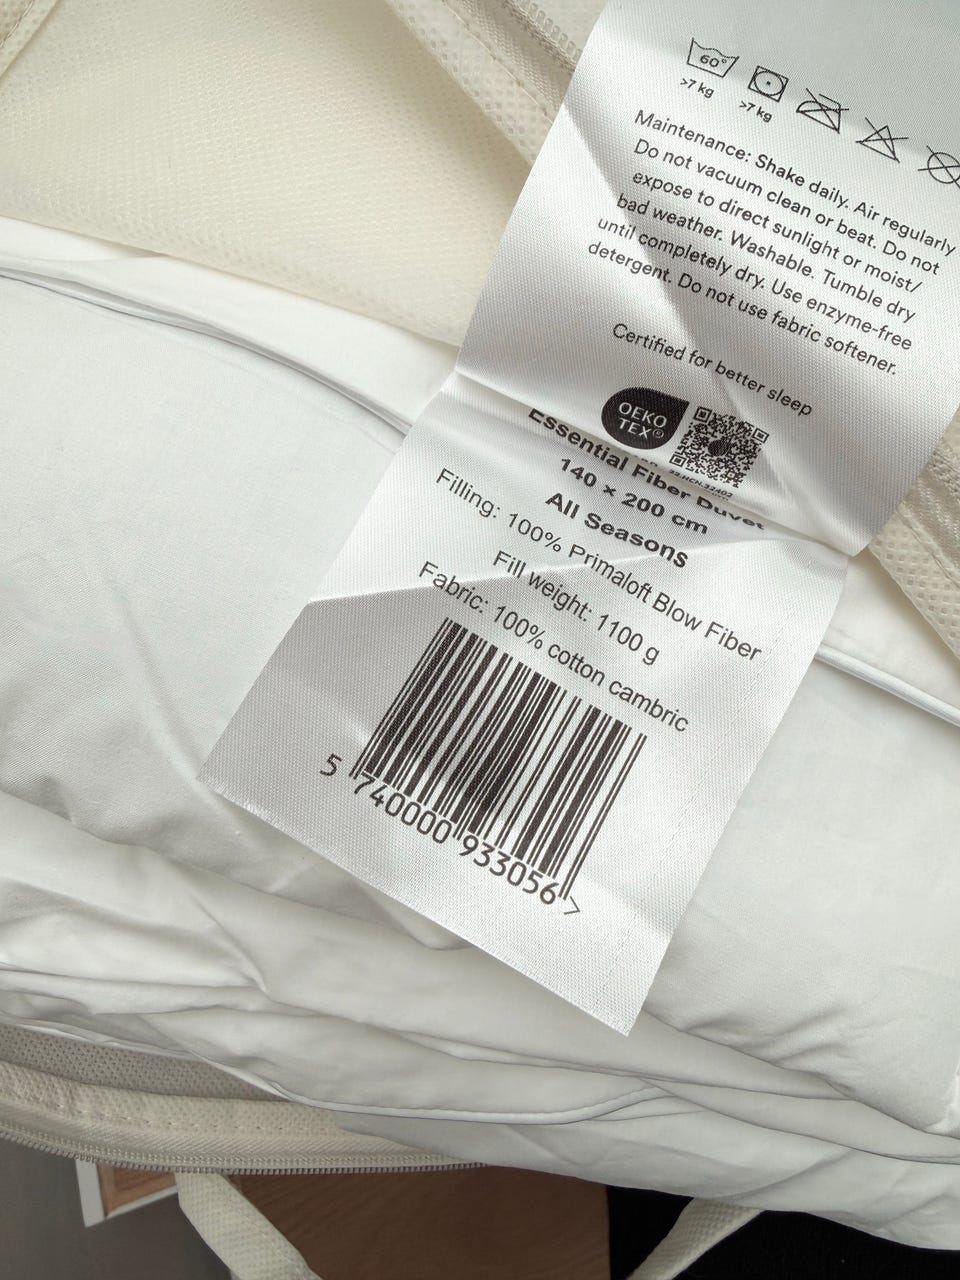 60°
>7 kg
>7 kg
Maintenance: Shake daily. Air regularly
Do not vacuum clean or beat. Do not
expose to direct sunlight or moist/
bad weather. Washable. Tumble dry
until completely dry. Use enzyme-free
detergent. Do not use fabric softener.
Certified for better sleep
OEKO
TEX®
Essential Fiber Duvet
140 × 200 cm
All Seasons
Filling: 100% Primaloft Blow Fiber
Fill weight: 1100 g
Fabric: 100% cotton cambric
5 740000 933056 >